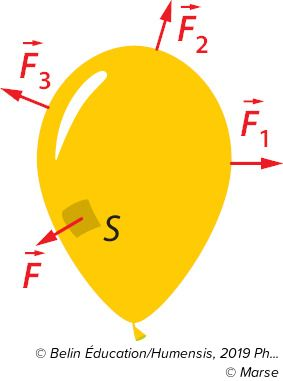 F₂
F₃
F₁
S
F
© Belin Éducation/Humensis, 2019 Ph...
© Marse